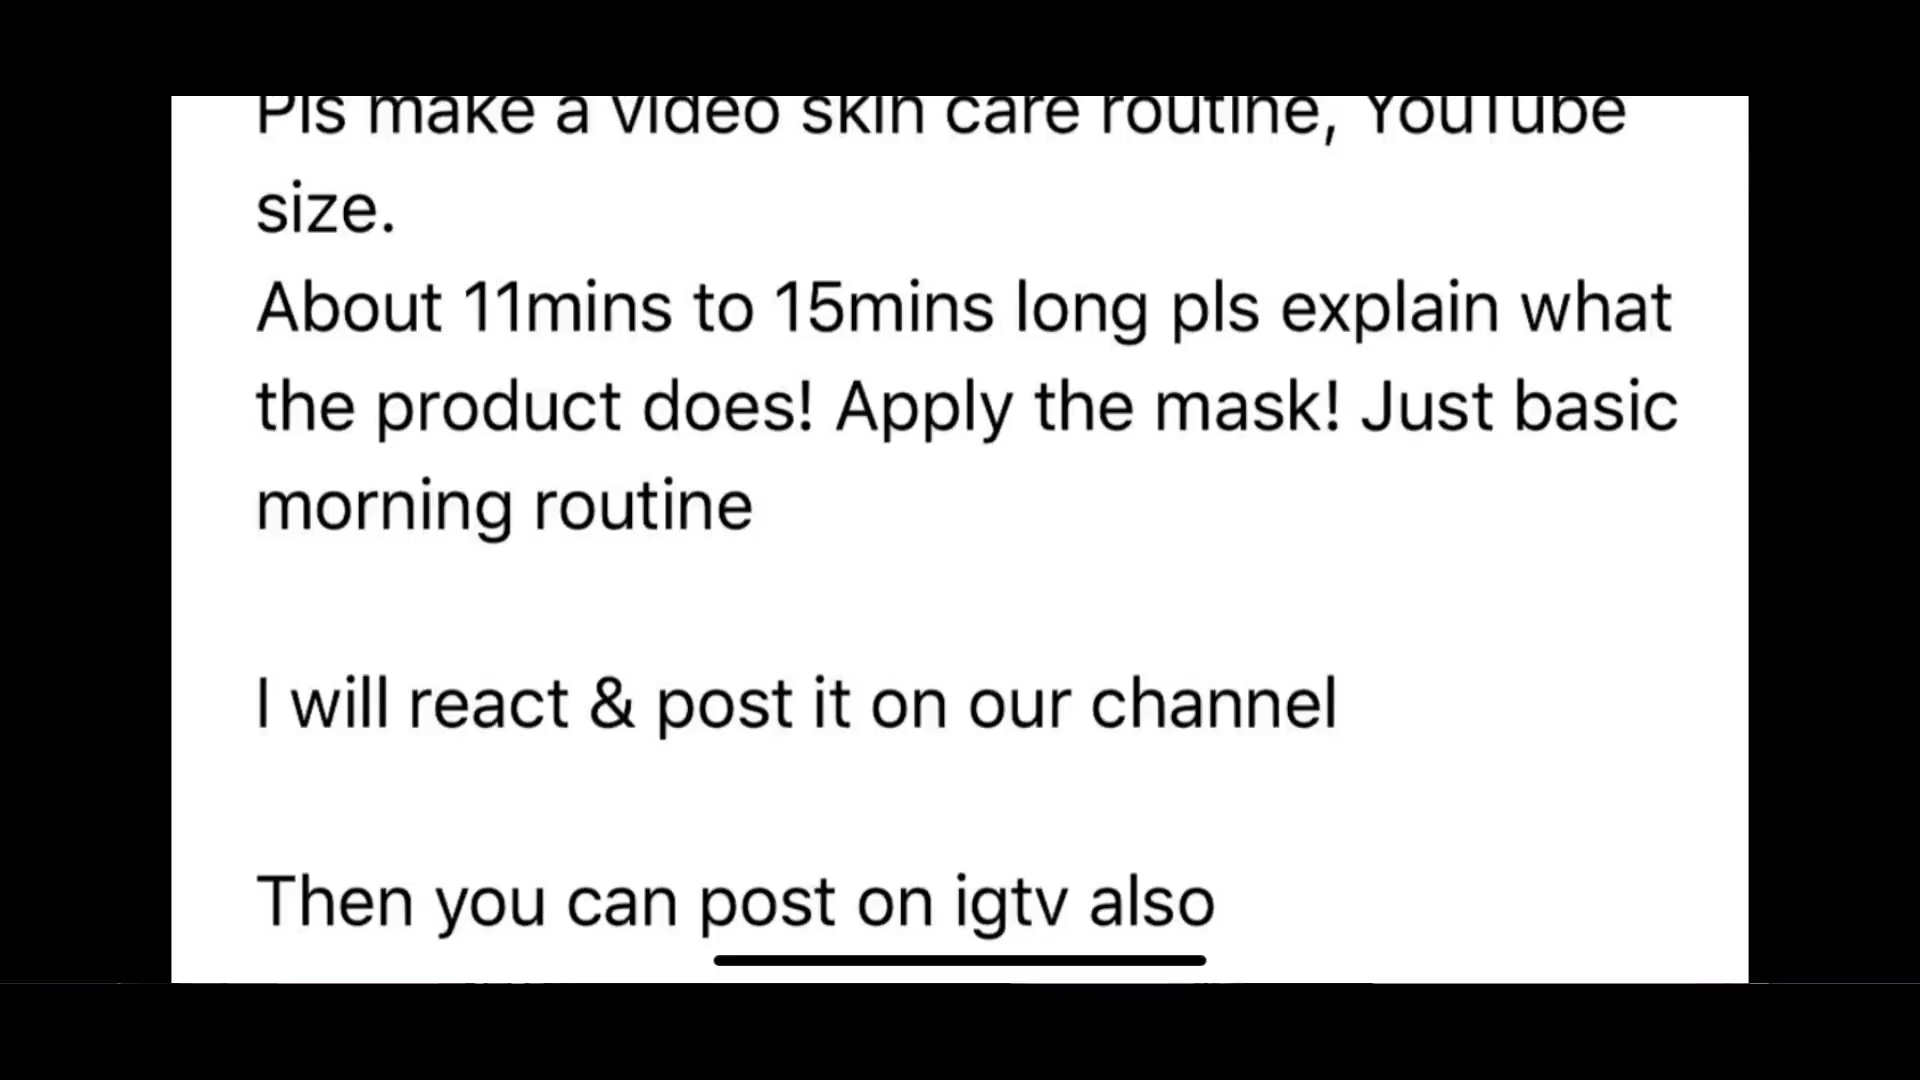 Pls make a video skin care routine, YouTube
size.
About 11mins to 15mins long pls explain what
the product does! Apply the mask! Just basic
morning routine
I will react & post it on our channel
Then you can post on igtv also